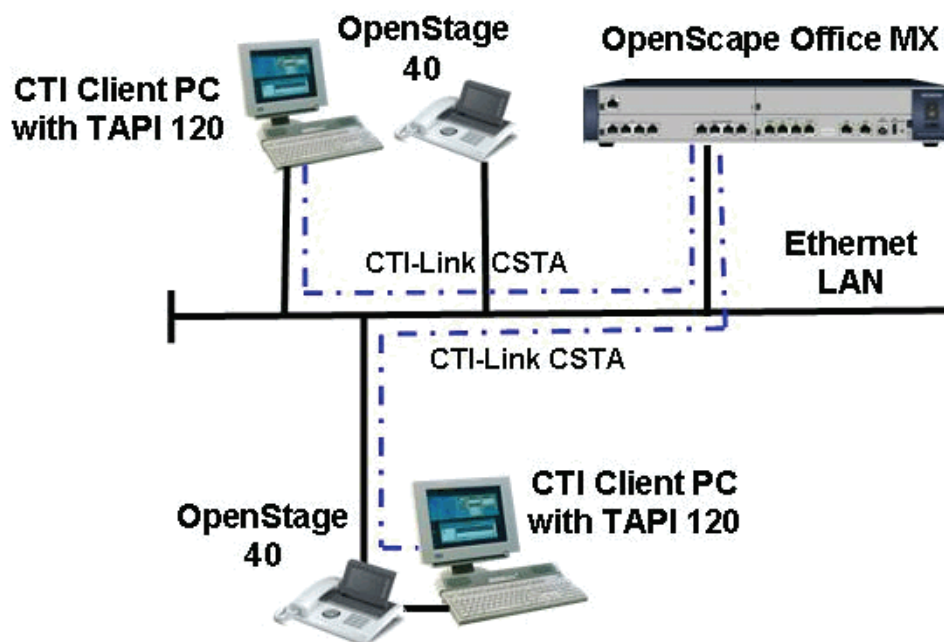 OpenStage
40
OpenScape Office MX
CTI Client PC
with TAPI 120
CTI-Link CSTA
Ethernet
LAN
CTI-Link CSTA
CTI Client PC
with TAPI 120
OpenStage
40